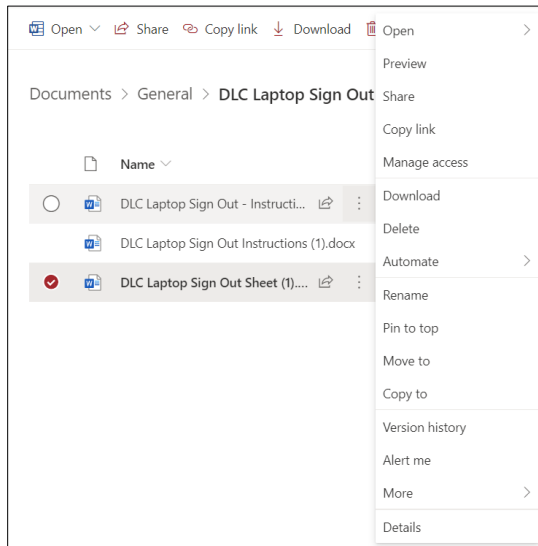 Open Share Copy link Download
Documents > General > DLC Laptop Sign Out
Name
DLC Laptop Sign Out - Instructi...
DLC Laptop Sign Out Instructions (1).docx
DLC Laptop Sign Out Sheet (1)....
Open
Preview
Share
Copy link
Manage access
Download
Delete
Automate
Rename
Pin to top
Move to
Copy to
Version history
Alert me
More
Details